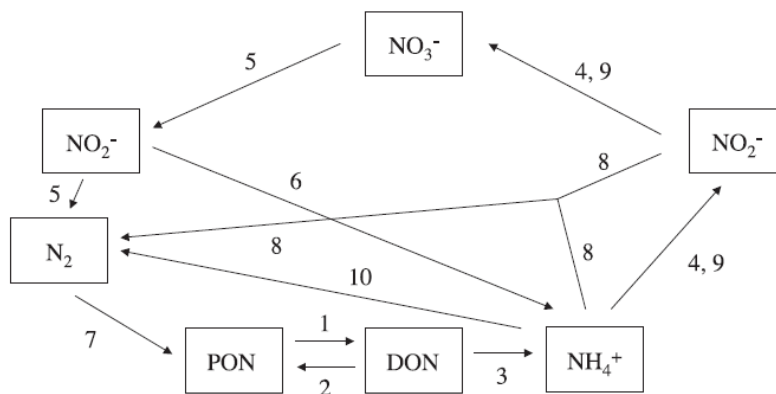 NO₃⁻
5
4, 9
NO₂⁻
NO₂⁻
8
5
6
N₂
8
8
4, 9
10
7
1
PON
DON
NH₄⁺
2
3